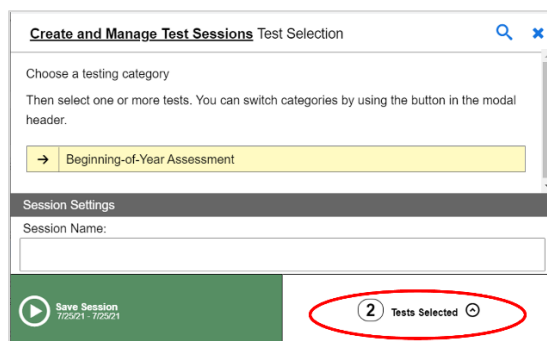 Create and Manage Test Sessions Test Selection
Choose a testing category
Then select one or more tests. You can switch categories by using the button in the modal
header.
Beginning-of-Year Assessment
Session Settings
Session Name:
Save Session
7/25/21 - 7/25/21
2 Tests Selected